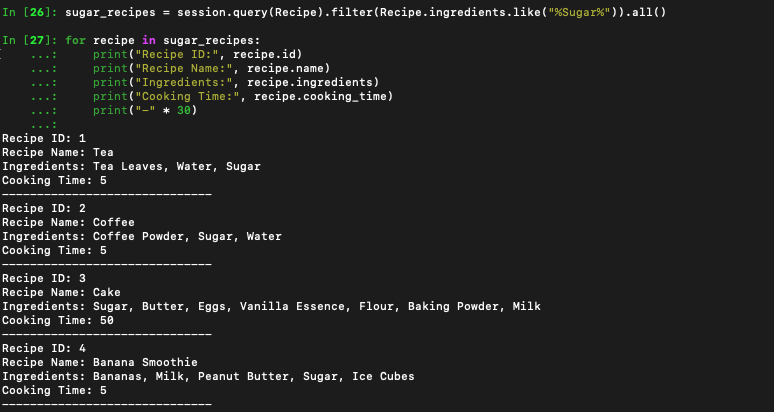 In [26]: sugar_recipes = session.query(Recipe).filter(Recipe.ingredients.like("%Sugar%")).all()
In [27]: for recipe in sugar_recipes:
    ...:     print("Recipe ID:", recipe.id)
    ...:     print("Recipe Name:", recipe.name)
    ...:     print("Ingredients:", recipe.ingredients)
    ...:     print("Cooking Time:", recipe.cooking_time)
    ...:     print("-" * 30)
    ...:
Recipe ID: 1
Recipe Name: Tea
Ingredients: Tea Leaves, Water, Sugar
Cooking Time: 5
------------------------------
Recipe ID: 2
Recipe Name: Coffee
Ingredients: Coffee Powder, Sugar, Water
Cooking Time: 5
------------------------------
Recipe ID: 3
Recipe Name: Cake
Ingredients: Sugar, Butter, Eggs, Vanilla Essence, Flour, Baking Powder, Milk
Cooking Time: 50
------------------------------
Recipe ID: 4
Recipe Name: Banana Smoothie
Ingredients: Bananas, Milk, Peanut Butter, Sugar, Ice Cubes
Cooking Time: 5
------------------------------